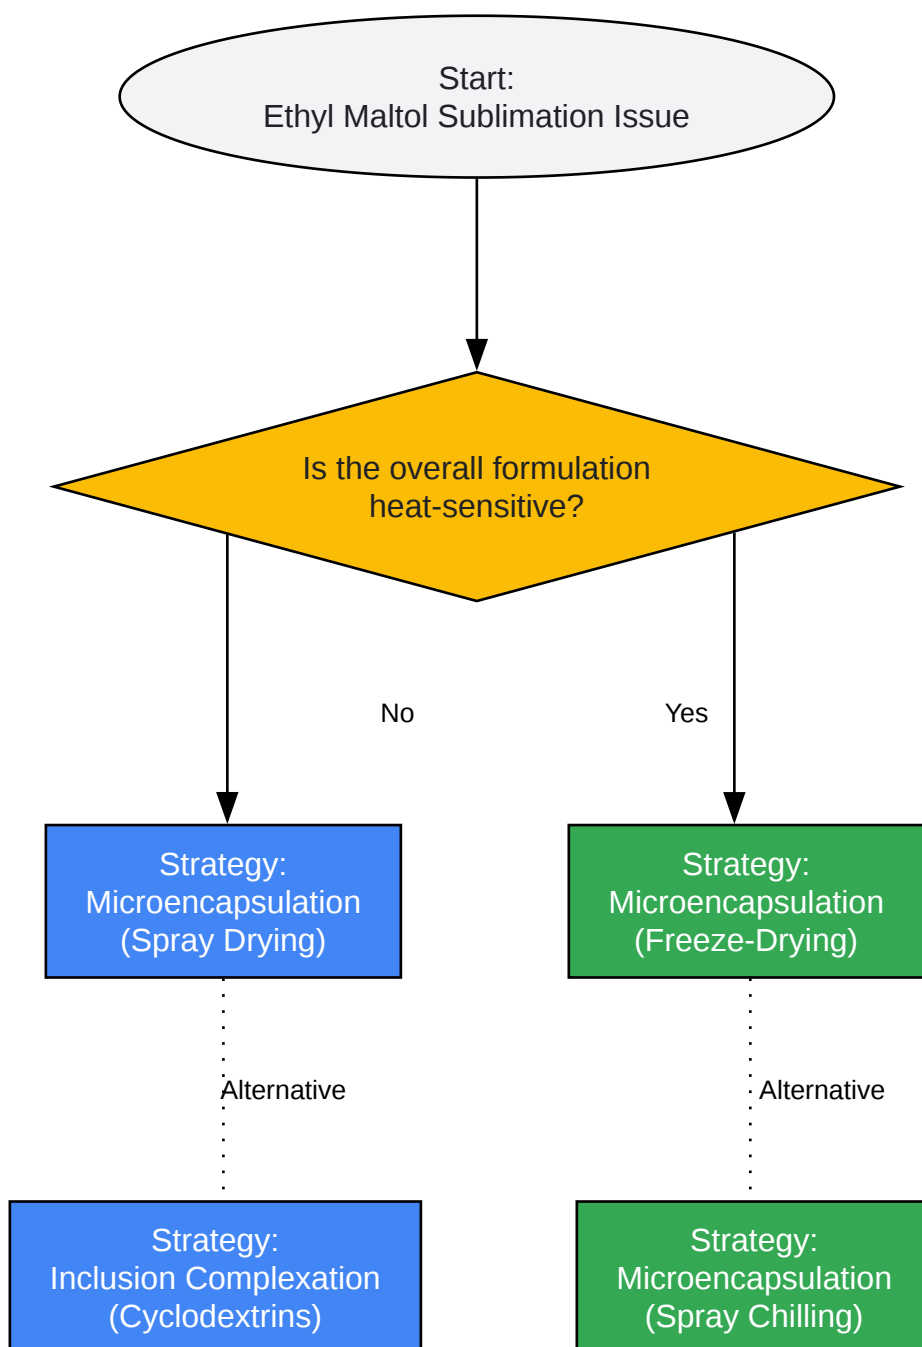 Start:
Ethyl Maltol Sublimation Issue
Is the overall formulation
heat-sensitive?
No
Yes
Strategy:
Microencapsulation
(Spray Drying)
Strategy:
Microencapsulation
(Freeze-Drying)
Alternative
Alternative
Strategy:
Inclusion Complexation
(Cyclodextrins)
Strategy:
Microencapsulation
(Spray Chilling)